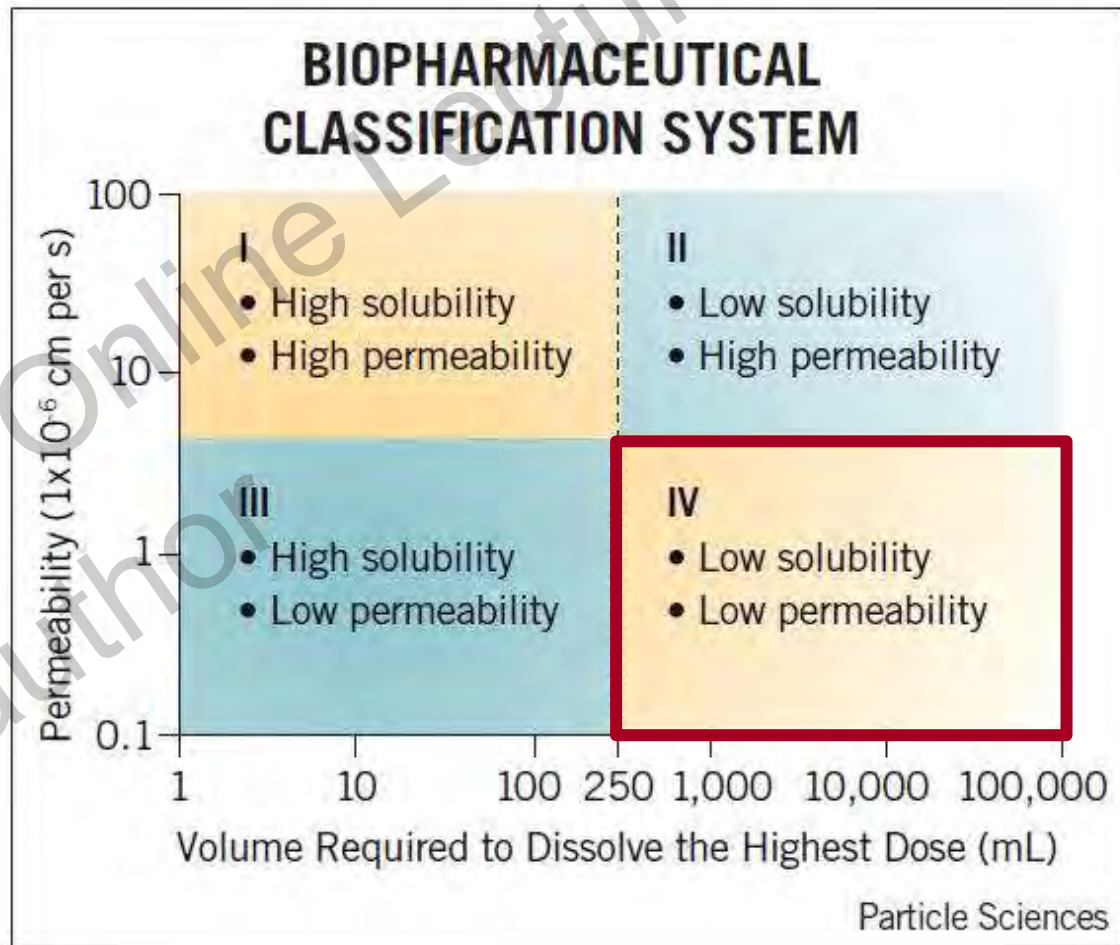 BIOPHARMACEUTICAL
CLASSIFICATION SYSTEM
Permeability (1x10⁻⁶ cm per s)
100
10
1
0.1
I
• High solubility
• High permeability
II
• Low solubility
• High permeability
III
• High solubility
• Low permeability
IV
• Low solubility
• Low permeability
1 10 100 250 1,000 10,000 100,000
Volume Required to Dissolve the Highest Dose (mL)
Particle Sciences
Online
author